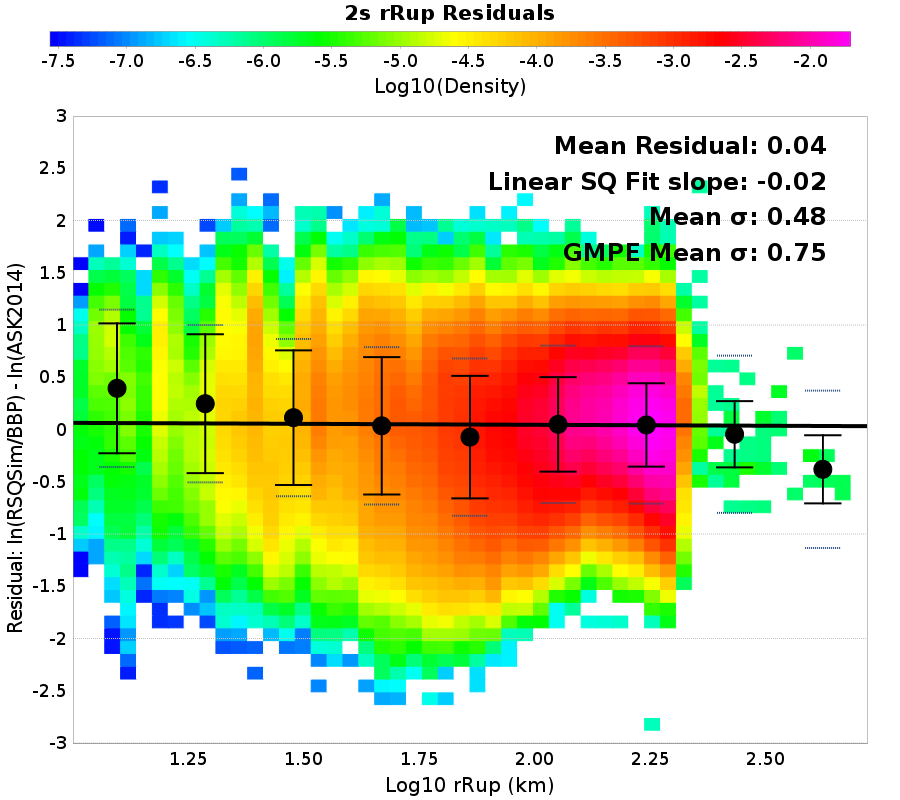 2s rRup Residuals
-7.5 -7.0 -6.5 -6.0 -5.5 -5.0 -4.5 -4.0 -3.5 -3.0 -2.5 -2.0
Log10(Density)
Mean Residual: 0.04
Linear SQ Fit slope: -0.02
Mean σ: 0.48
GMPE Mean σ: 0.75
Residual: ln(RSQSim/BBP) - ln(ASK2014)
3
2.5
2
1.5
1
0.5
0
-0.5
-1
-1.5
-2
-2.5
-3
1.25 1.50 1.75 2.00 2.25 2.50
Log10 rRup (km)